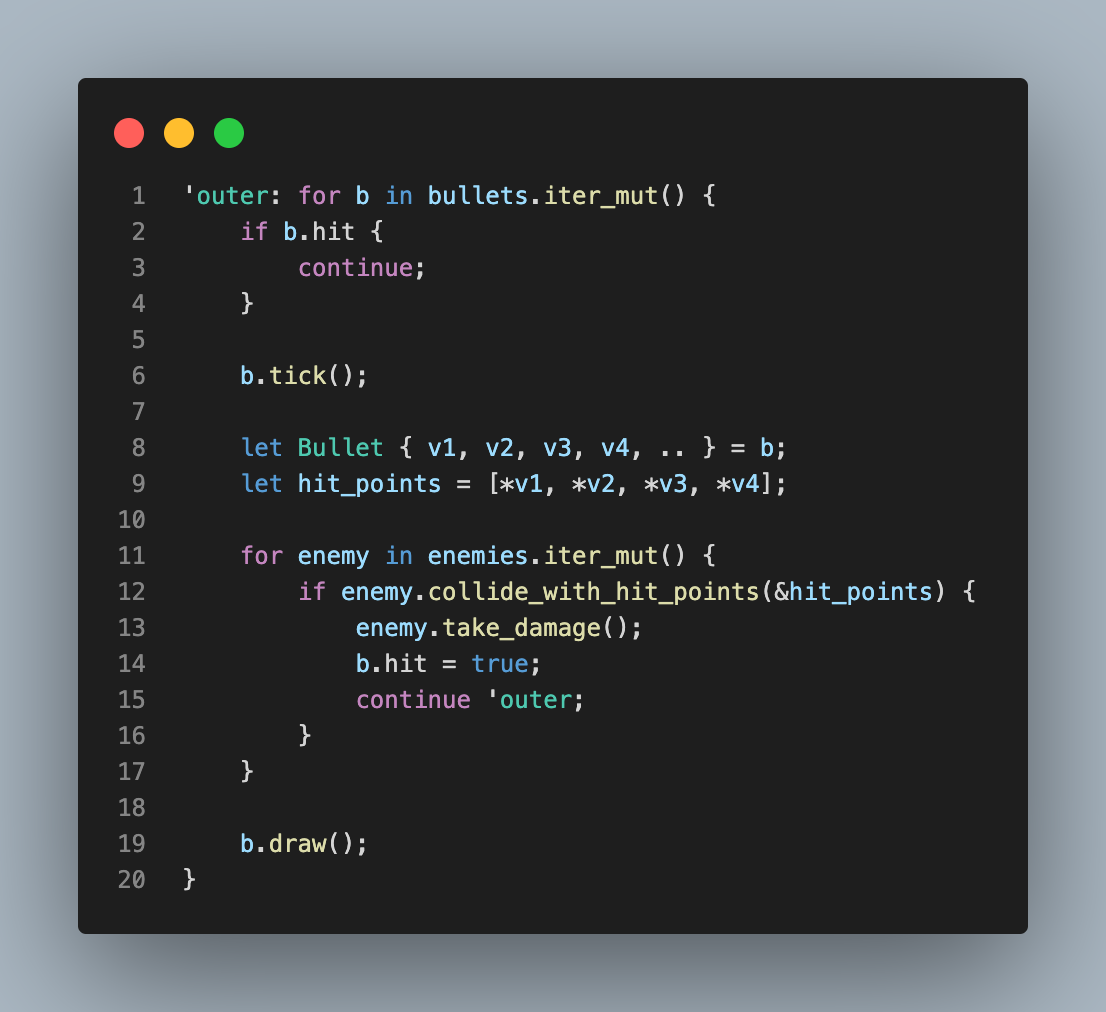 1 'outer: for b in bullets.iter_mut() {
2     if b.hit {
3         continue;
4     }
5
6     b.tick();
7
8     let Bullet { v1, v2, v3, v4, .. } = b;
9     let hit_points = [*v1, *v2, *v3, *v4];
10
11     for enemy in enemies.iter_mut() {
12         if enemy.collide_with_hit_points(&hit_points) {
13             enemy.take_damage();
14             b.hit = true;
15             continue 'outer;
16         }
17     }
18
19     b.draw();
20 }